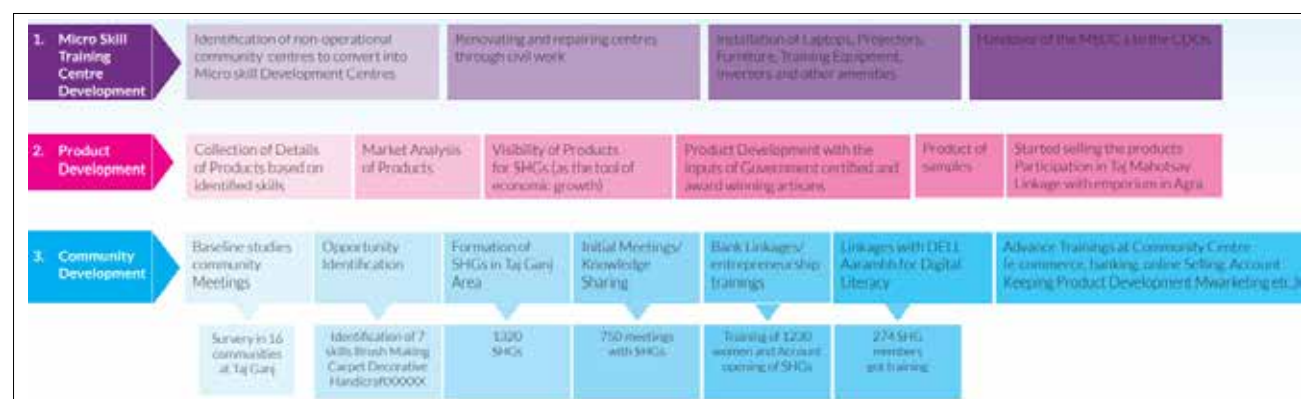 1. Micro Skill
Training
Centre
Development
Identification of non-operational
community centres to convert into
Micro skill Development Centres
Renovating and repairing centres
through civil work
Installation of Laptops, Projectors,
Furniture, Training Equipment,
Invertors and other amenities
Handover of the MSDC s to the CDOs
2. Product
Development
Collection of Details
of Products based on
identified skills
Market Analysis
of Products
Visibility of Products
for SHGs (as the tool of
economic growth)
Product Development with the
inputs of Government certified and
award winning artisans
Product of
samples
Started selling the products
Participation in Taj Mahotsav
Linkage with emporium in Agra
3. Community
Development
Baseline studies
community
Meetings
Opportunity
Identification
Formation of
SHGs in Taj Ganj
Area
Initial Meetings/
Knowledge
Sharing
Bank Linkages/
entrepreneurship
trainings
Linkages with DELL
Aarambh for Digital
Literacy
Advance Trainings at Community Centre
(e commerce, banking, online Selling, Account
Keeping Product Development Mwarketing etc.,)
Survery in 16
communities
at Taj Ganj
Identification of 7
skills Brush Making
Carpet Decorative
HandicraftXXXXX
1320
SHGs
750 meetings
with SHGs
Training of 1230
women and Account
opening of SHGs
274 SHG
members
got training